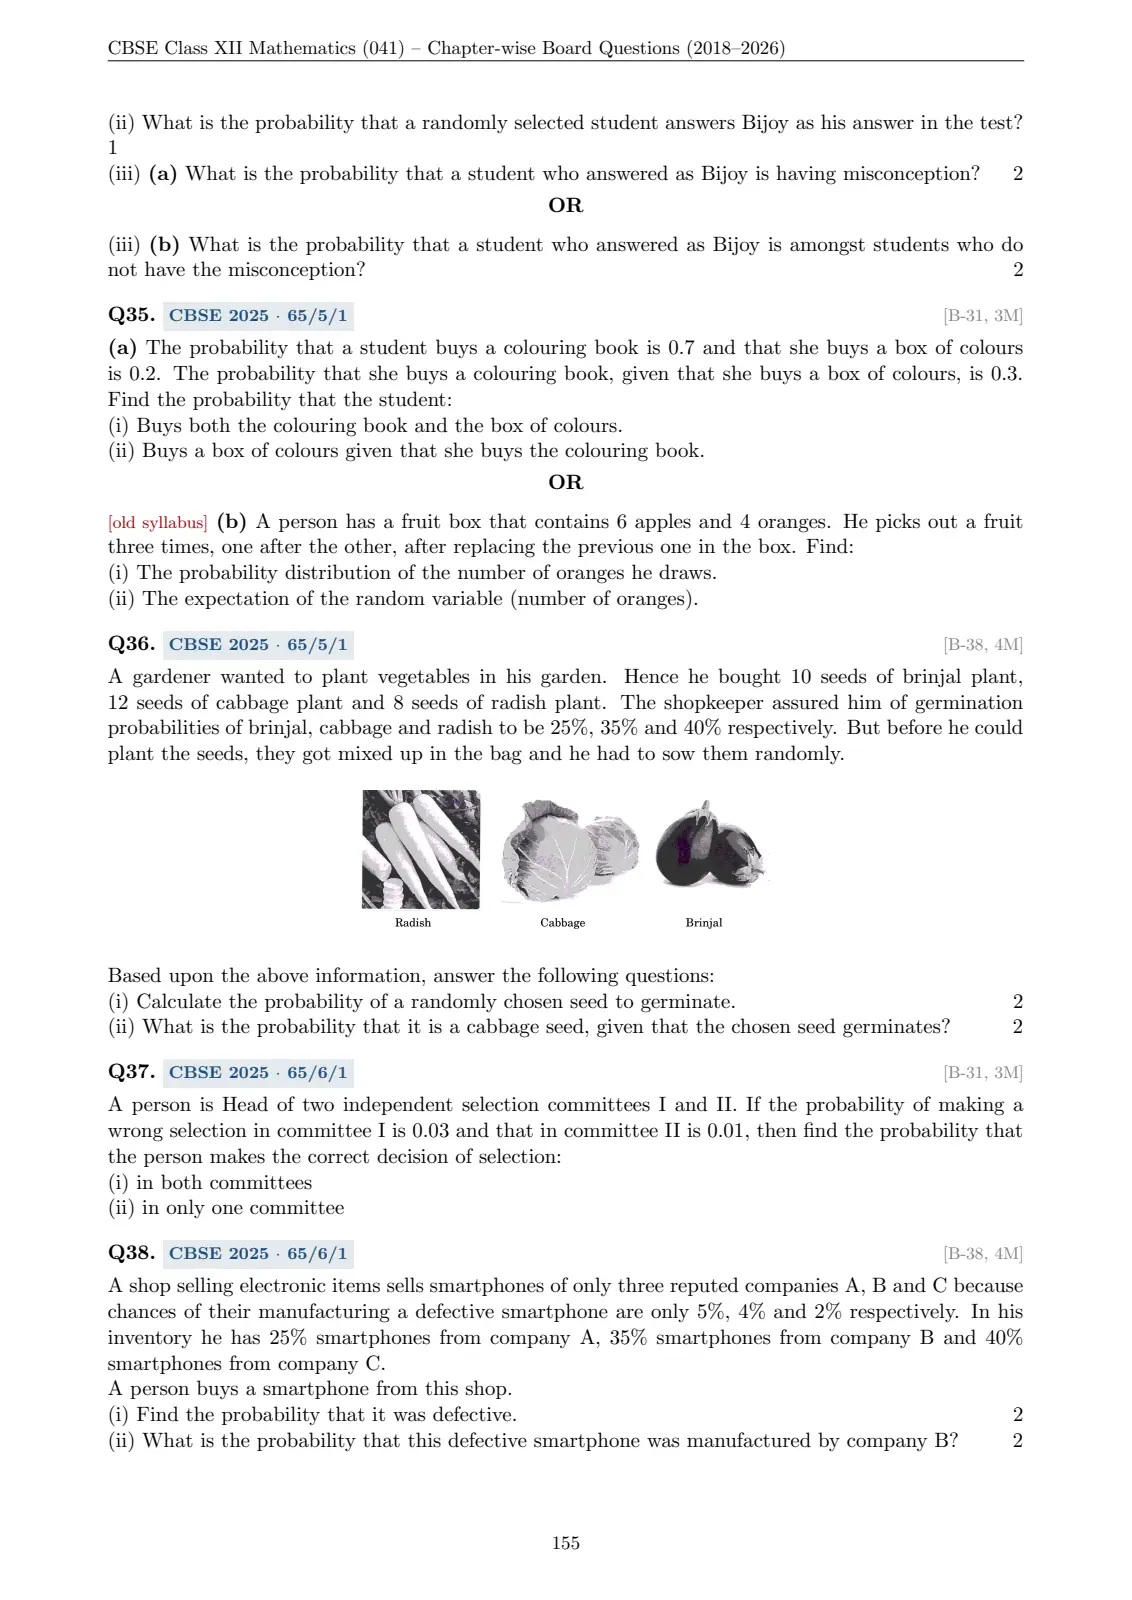 CBSE Class XII Mathematics (041) – Chapter-wise Board Questions (2018–2026)
(ii) What is the probability that a randomly selected student answers Bijoy as his answer in the test?
1
(iii) (a) What is the probability that a student who answered as Bijoy is having misconception? 2
OR
(iii) (b) What is the probability that a student who answered as Bijoy is amongst students who do
not have the misconception? 2
Q35. CBSE 2025 · 65/5/1 [B-31, 3M]
(a) The probability that a student buys a colouring book is 0.7 and that she buys a box of colours
is 0.2. The probability that she buys a colouring book, given that she buys a box of colours, is 0.3.
Find the probability that the student:
(i) Buys both the colouring book and the box of colours.
(ii) Buys a box of colours given that she buys the colouring book.
OR
[old syllabus] (b) A person has a fruit box that contains 6 apples and 4 oranges. He picks out a fruit
three times, one after the other, after replacing the previous one in the box. Find:
(i) The probability distribution of the number of oranges he draws.
(ii) The expectation of the random variable (number of oranges).
Q36. CBSE 2025 · 65/5/1 [B-38, 4M]
A gardener wanted to plant vegetables in his garden. Hence he bought 10 seeds of brinjal plant,
12 seeds of cabbage plant and 8 seeds of radish plant. The shopkeeper assured him of germination
probabilities of brinjal, cabbage and radish to be 25%, 35% and 40% respectively. But before he could
plant the seeds, they got mixed up in the bag and he had to sow them randomly.
Radish Cabbage Brinjal
Based upon the above information, answer the following questions:
(i) Calculate the probability of a randomly chosen seed to germinate. 2
(ii) What is the probability that it is a cabbage seed, given that the chosen seed germinates? 2
Q37. CBSE 2025 · 65/6/1 [B-31, 3M]
A person is Head of two independent selection committees I and II. If the probability of making a
wrong selection in committee I is 0.03 and that in committee II is 0.01, then find the probability that
the person makes the correct decision of selection:
(i) in both committees
(ii) in only one committee
Q38. CBSE 2025 · 65/6/1 [B-38, 4M]
A shop selling electronic items sells smartphones of only three reputed companies A, B and C because
chances of their manufacturing a defective smartphone are only 5%, 4% and 2% respectively. In his
inventory he has 25% smartphones from company A, 35% smartphones from company B and 40%
smartphones from company C.
A person buys a smartphone from this shop.
(i) Find the probability that it was defective. 2
(ii) What is the probability that this defective smartphone was manufactured by company B? 2
155